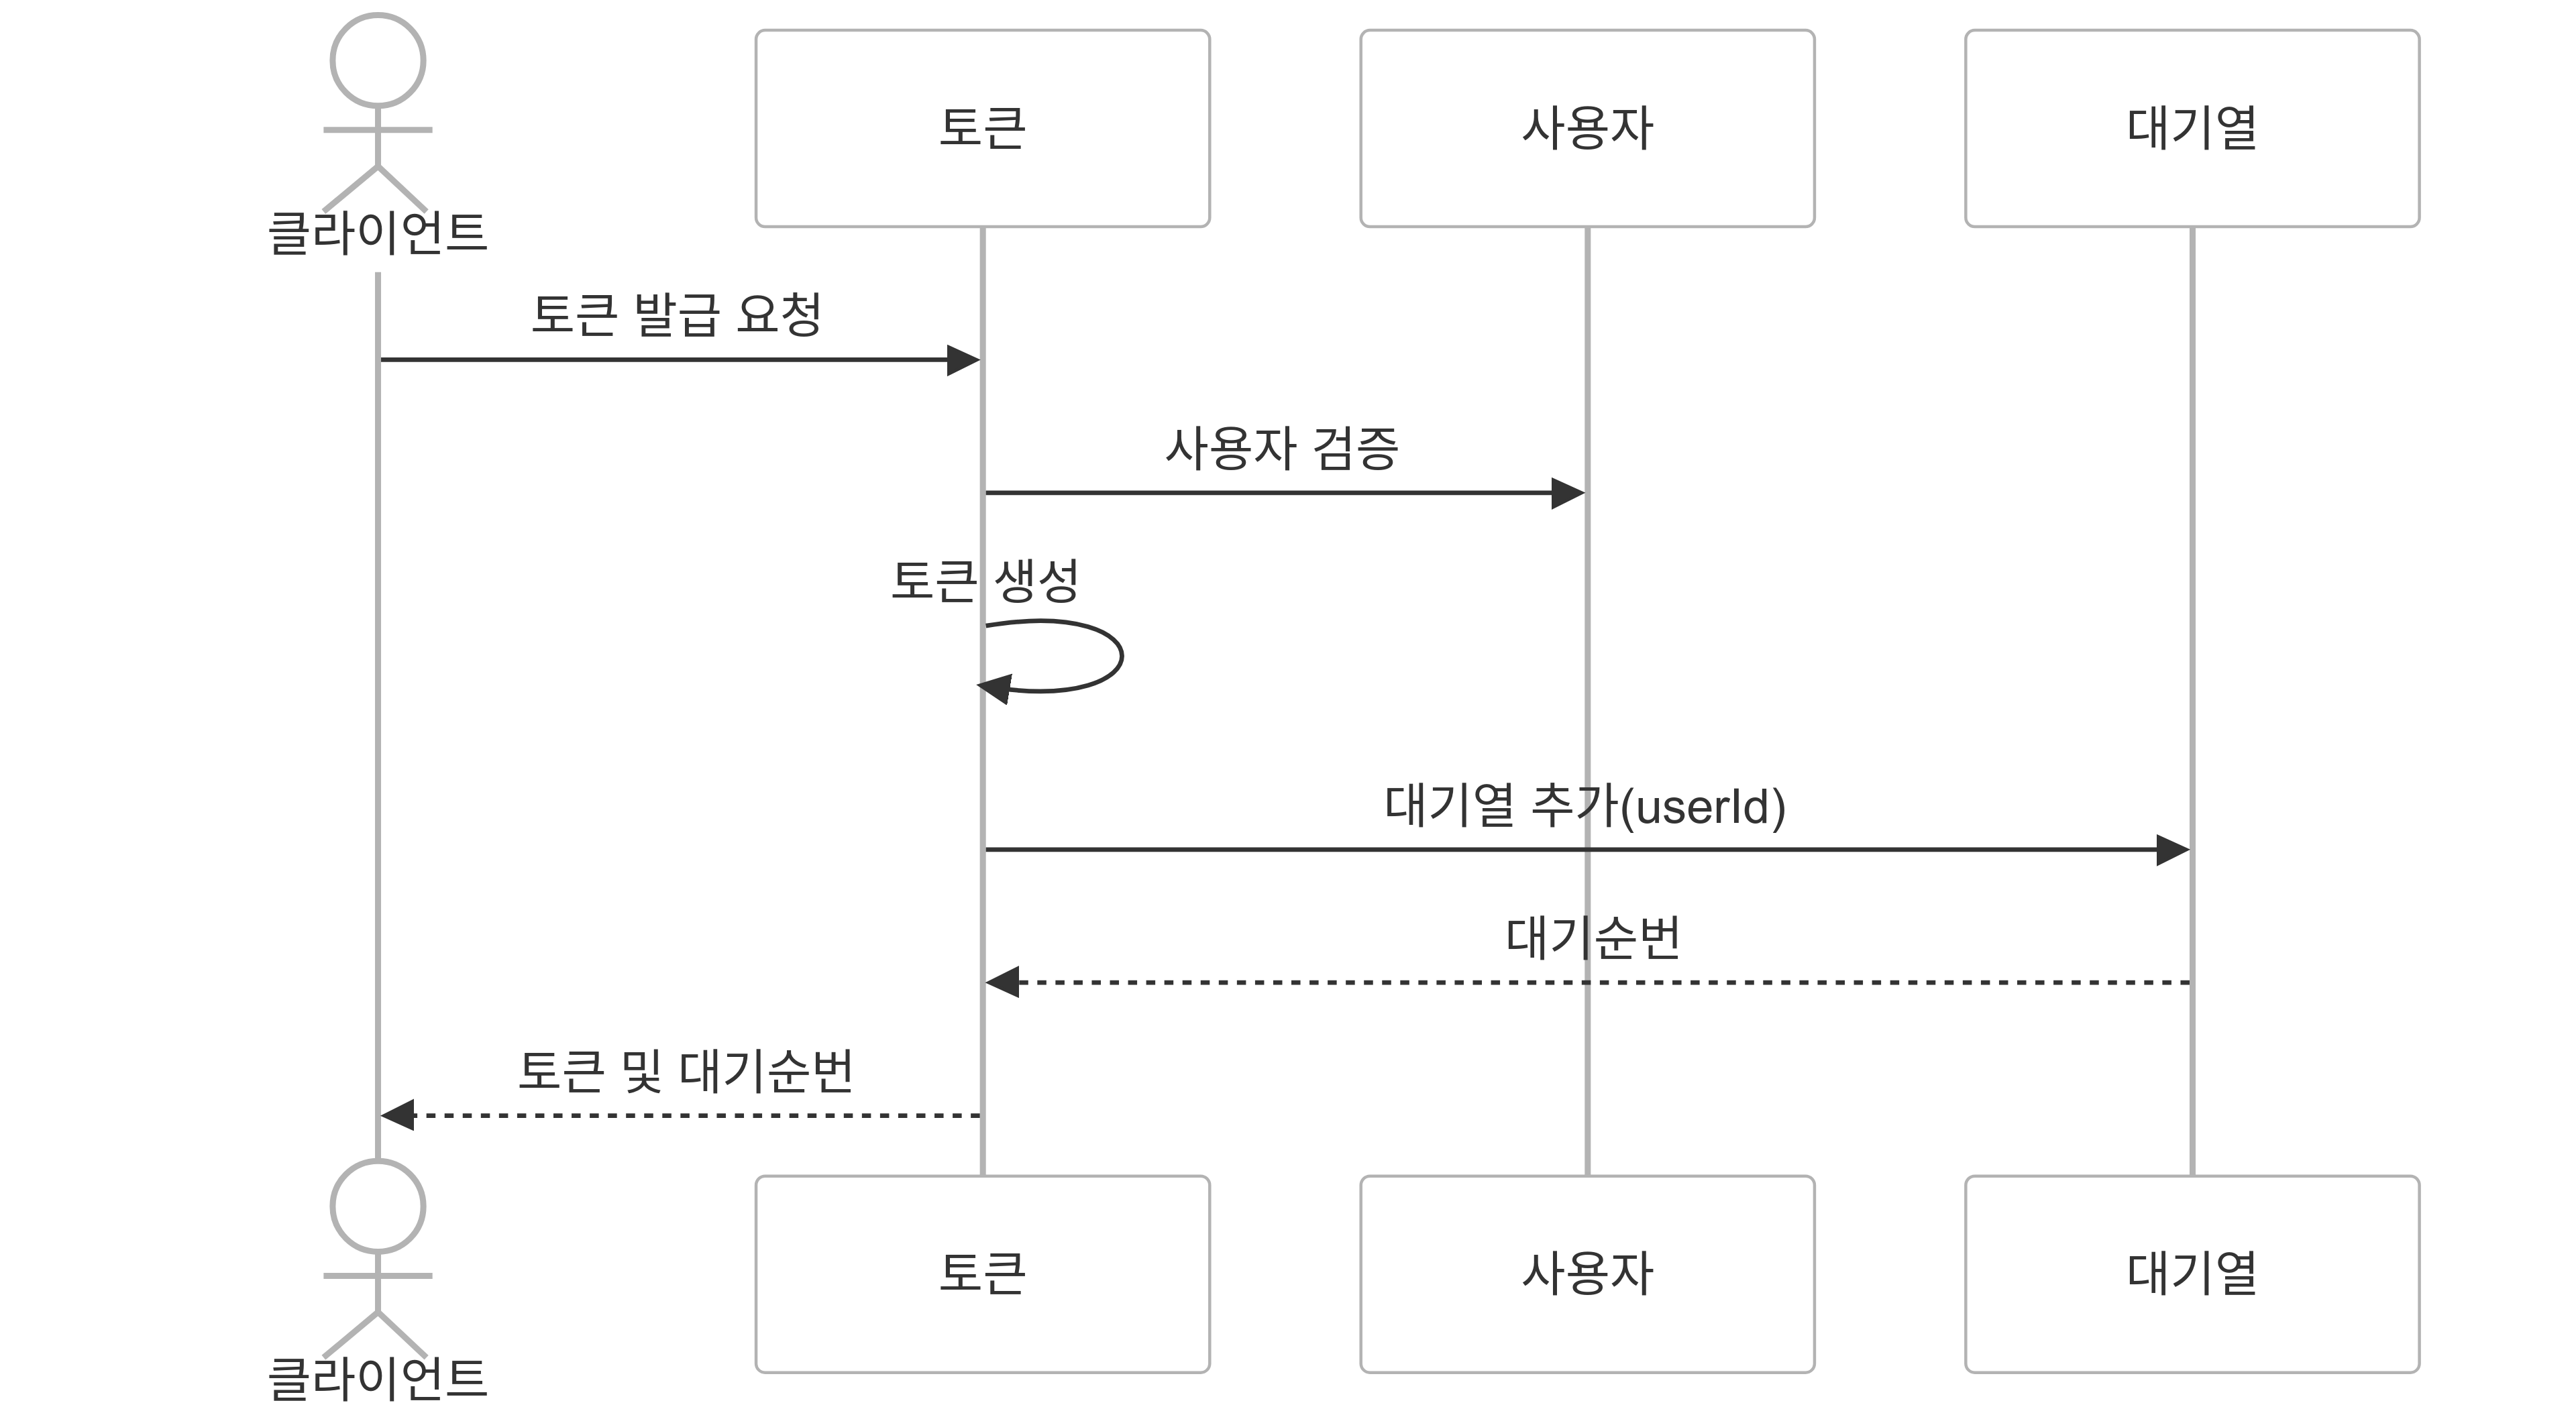 클라이언트
토큰
사용자
대기열
토큰 발급 요청
사용자 검증
토큰 생성
대기열 추가(userId)
대기순번
토큰 및 대기순번
클라이언트
토큰
사용자
대기열